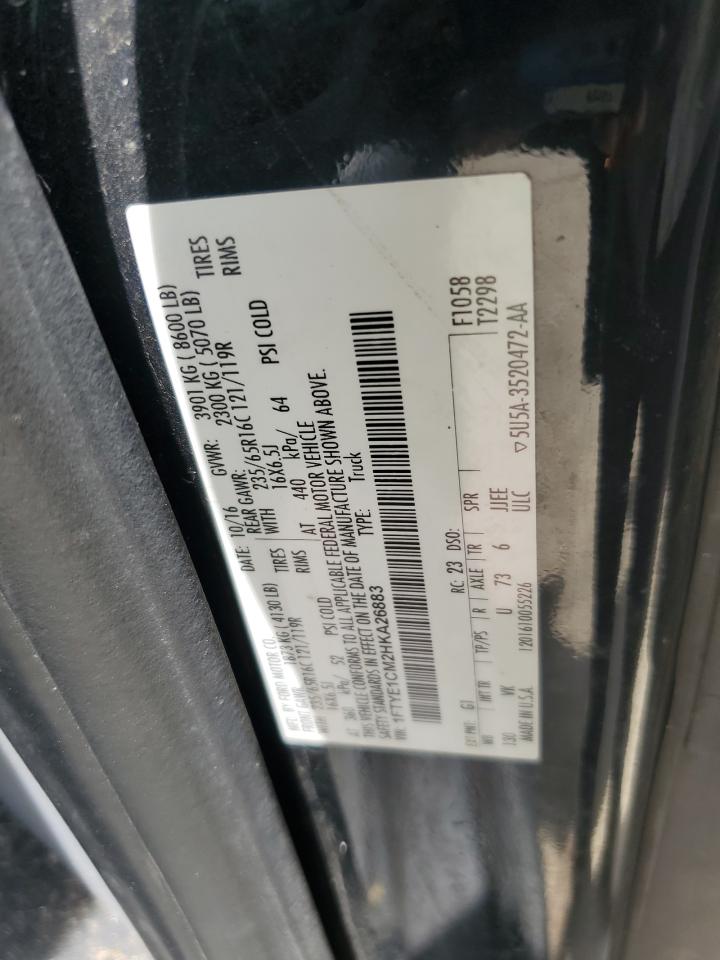 MFD. BY FORD MOTOR CO. DATE: 10/16 GVWR: 3901 KG ( 8600 LB)
FRONT GAWR: 1873 KG ( 4130 LB) REAR GAWR: 2300 KG ( 5070 LB)
235/65R16C 121/119R TIRES WITH 235/65R16C 121/119R TIRES
16X6.5J RIMS 16X6.5J RIMS
AT 360 kPa/ 52 PSI COLD AT 440 kPa/ 64 PSI COLD
THIS VEHICLE CONFORMS TO ALL APPLICABLE FEDERAL MOTOR VEHICLE
SAFETY STANDARDS IN EFFECT ON THE DATE OF MANUFACTURE SHOWN ABOVE.
VIN: 1FTYE1CM2HKA26883 TYPE: Truck
EXT PNT: G1 RC: 23 DSO: F1058
WB INT TR TP/PS R AXLE TR SPR T2298
130 VK U 73 6 JJEE
MADE IN U.S.A. 1201610055226 ULC ▽5U5A-3520472-AA